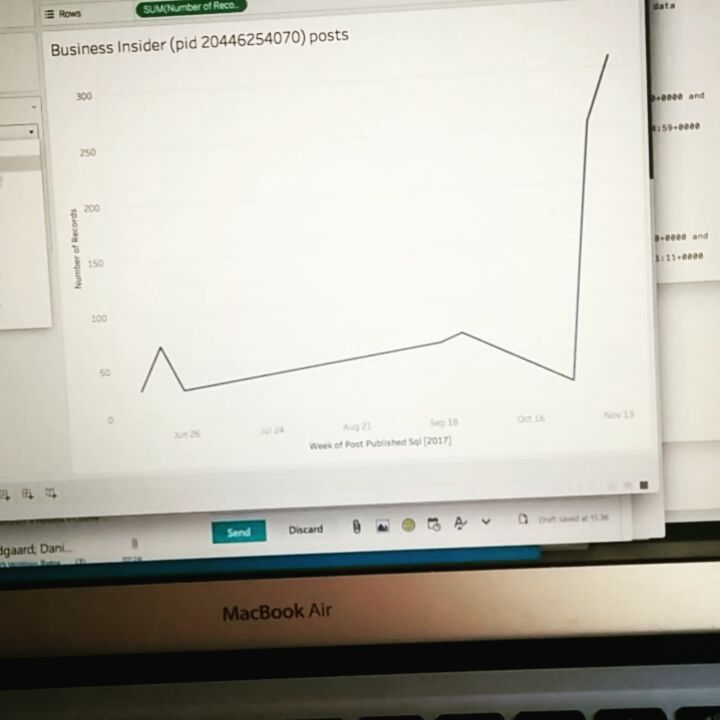 Rows
SUM(Number of Reco..
data
Business Insider (pid 20446254070) posts
0+0000 and
:59+0000
0+0000 and
1:11+0000
Number of Records
300
250
200
150
100
50
0
Jun 26
Jul 24
Aug 21
Sep 18
Oct 16
Nov 13
Week of Post Published Sql [2017]
Send
Discard
Draft saved at 15:36
dgaard; Dani...
MacBook Air